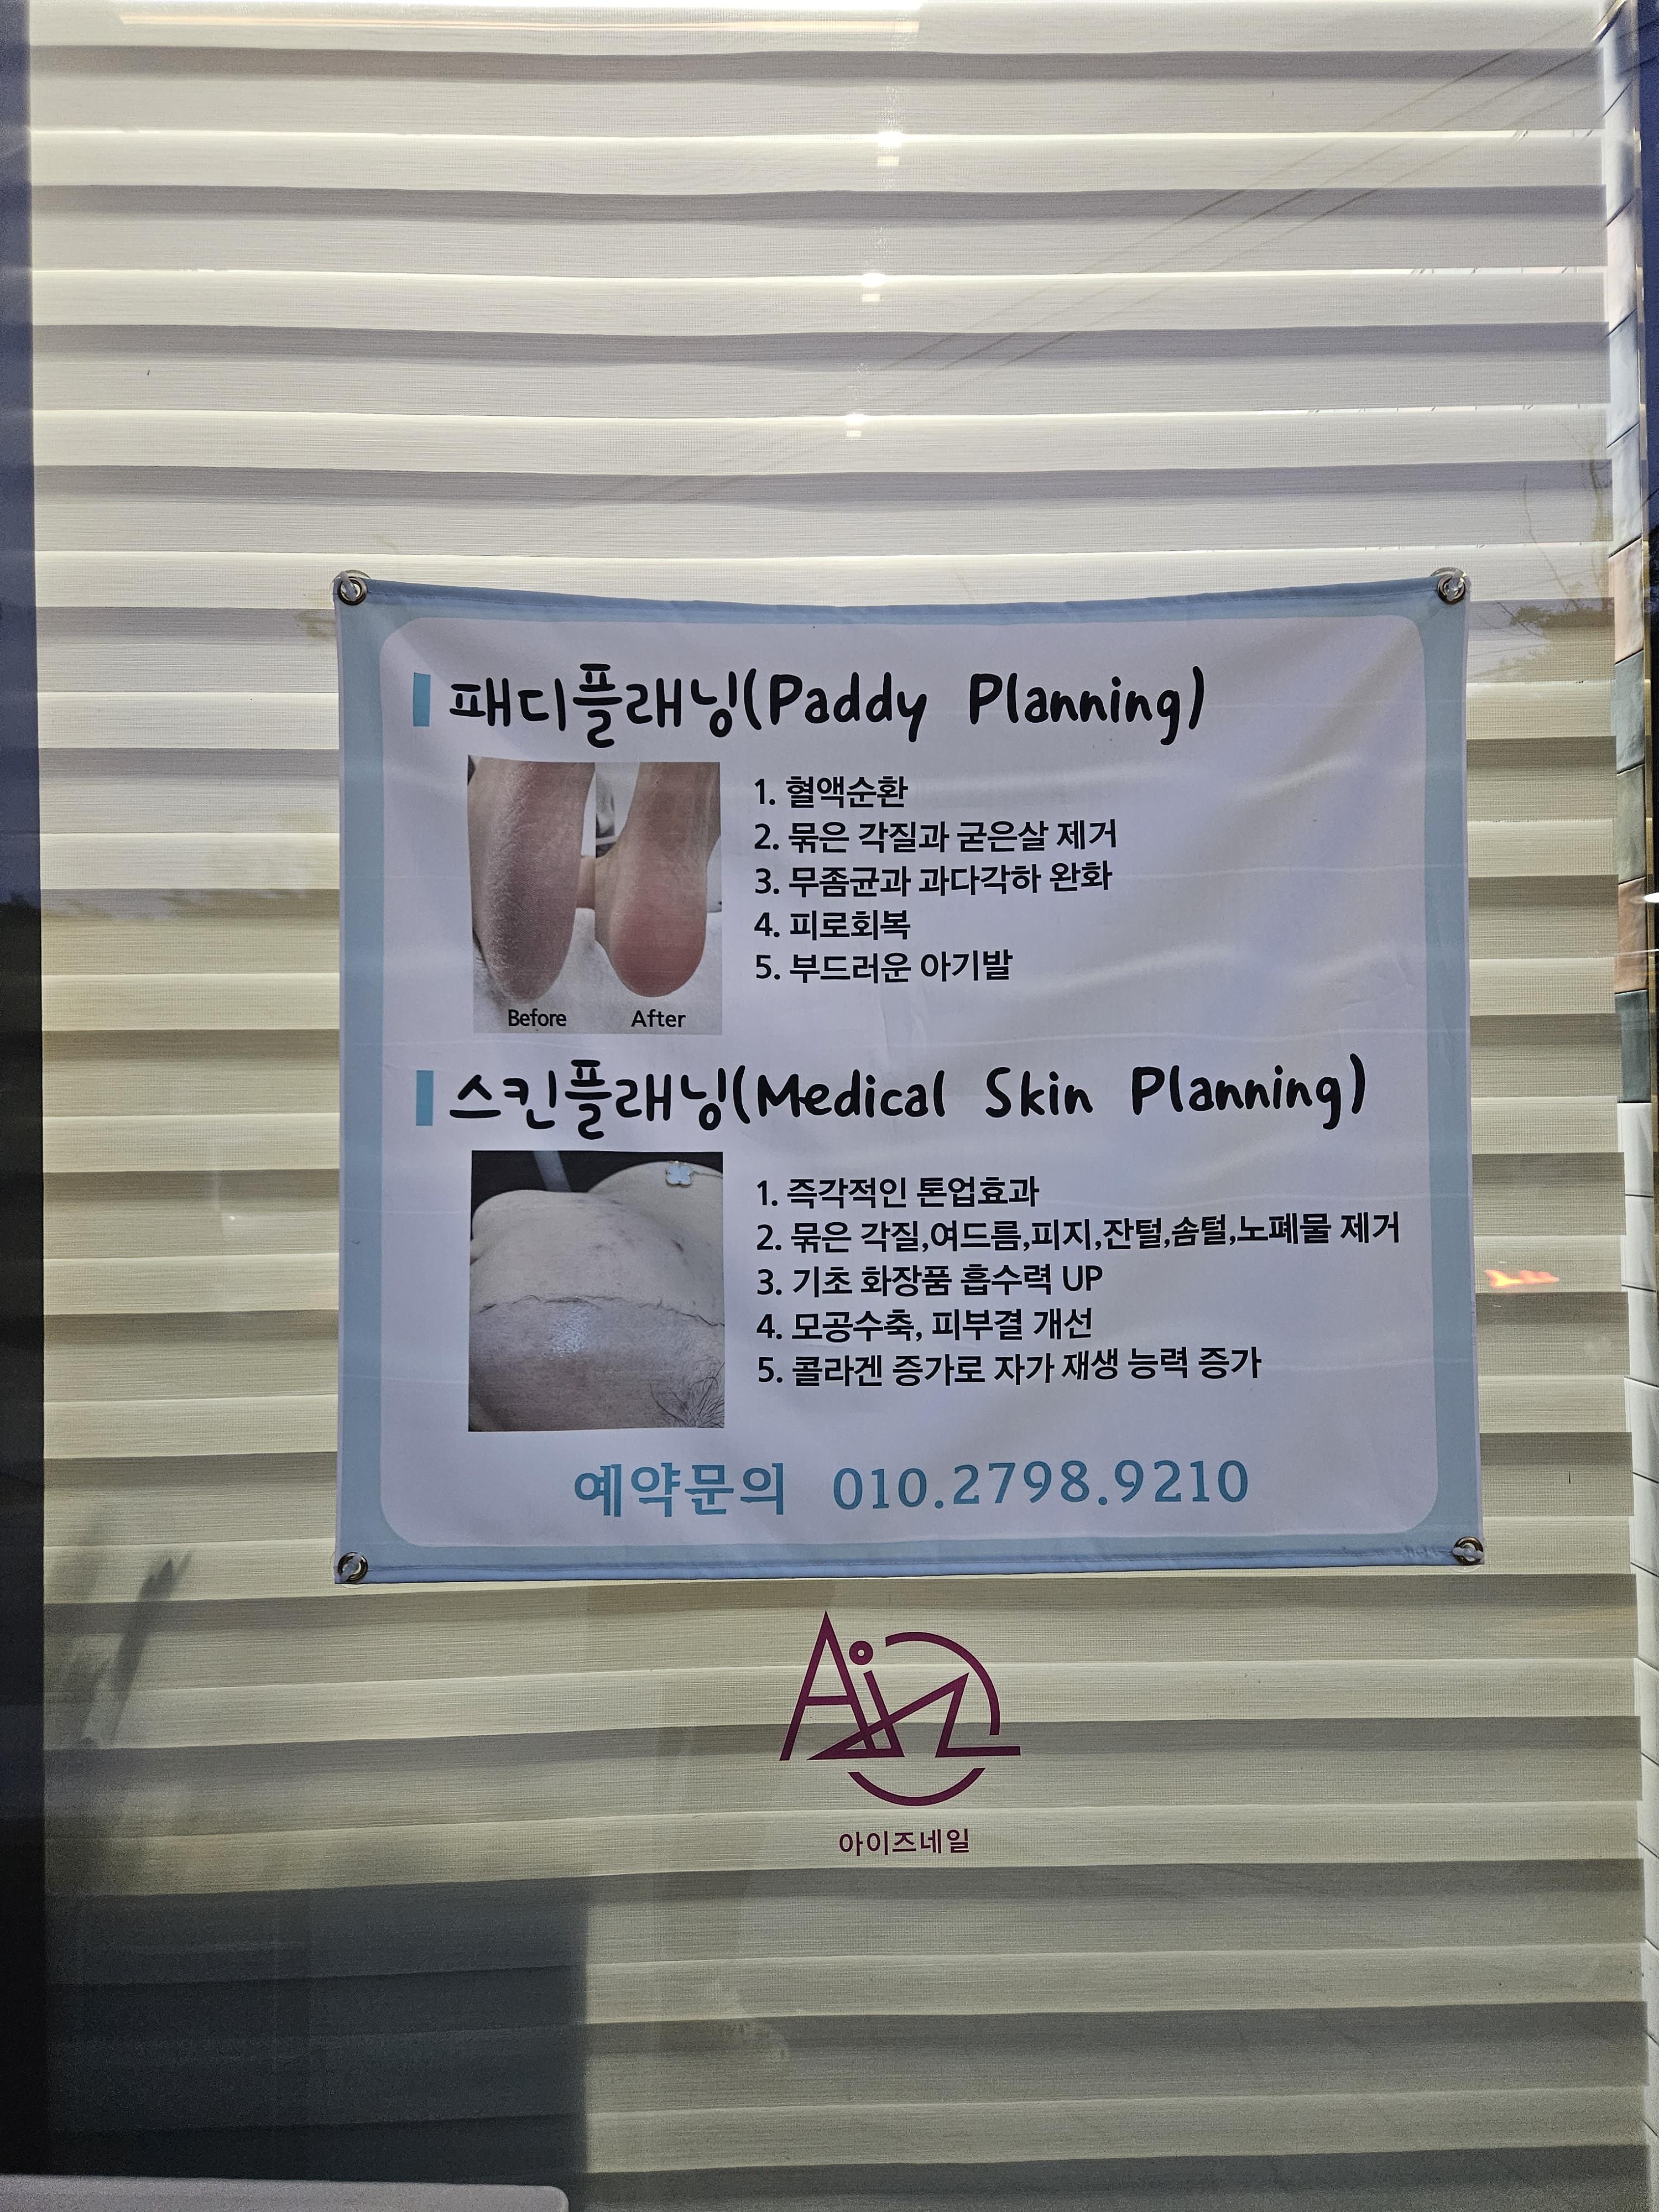 패디플래닝(Paddy Planning)
1. 혈액순환
2. 묶은 각질과 굳은살 제거
3. 무좀균과 과다각하 완화
4. 피로회복
5. 부드러운 아기발
Before After
스킨플래닝(Medical Skin Planning)
1. 즉각적인 톤업효과
2. 묶은 각질,여드름,피지,잔털,솜털,노폐물 제거
3. 기초 화장품 흡수력 UP
4. 모공수축, 피부결 개선
5. 콜라겐 증가로 자가 재생 능력 증가
예약문의 010.2798.9210
Aiz
아이즈네일